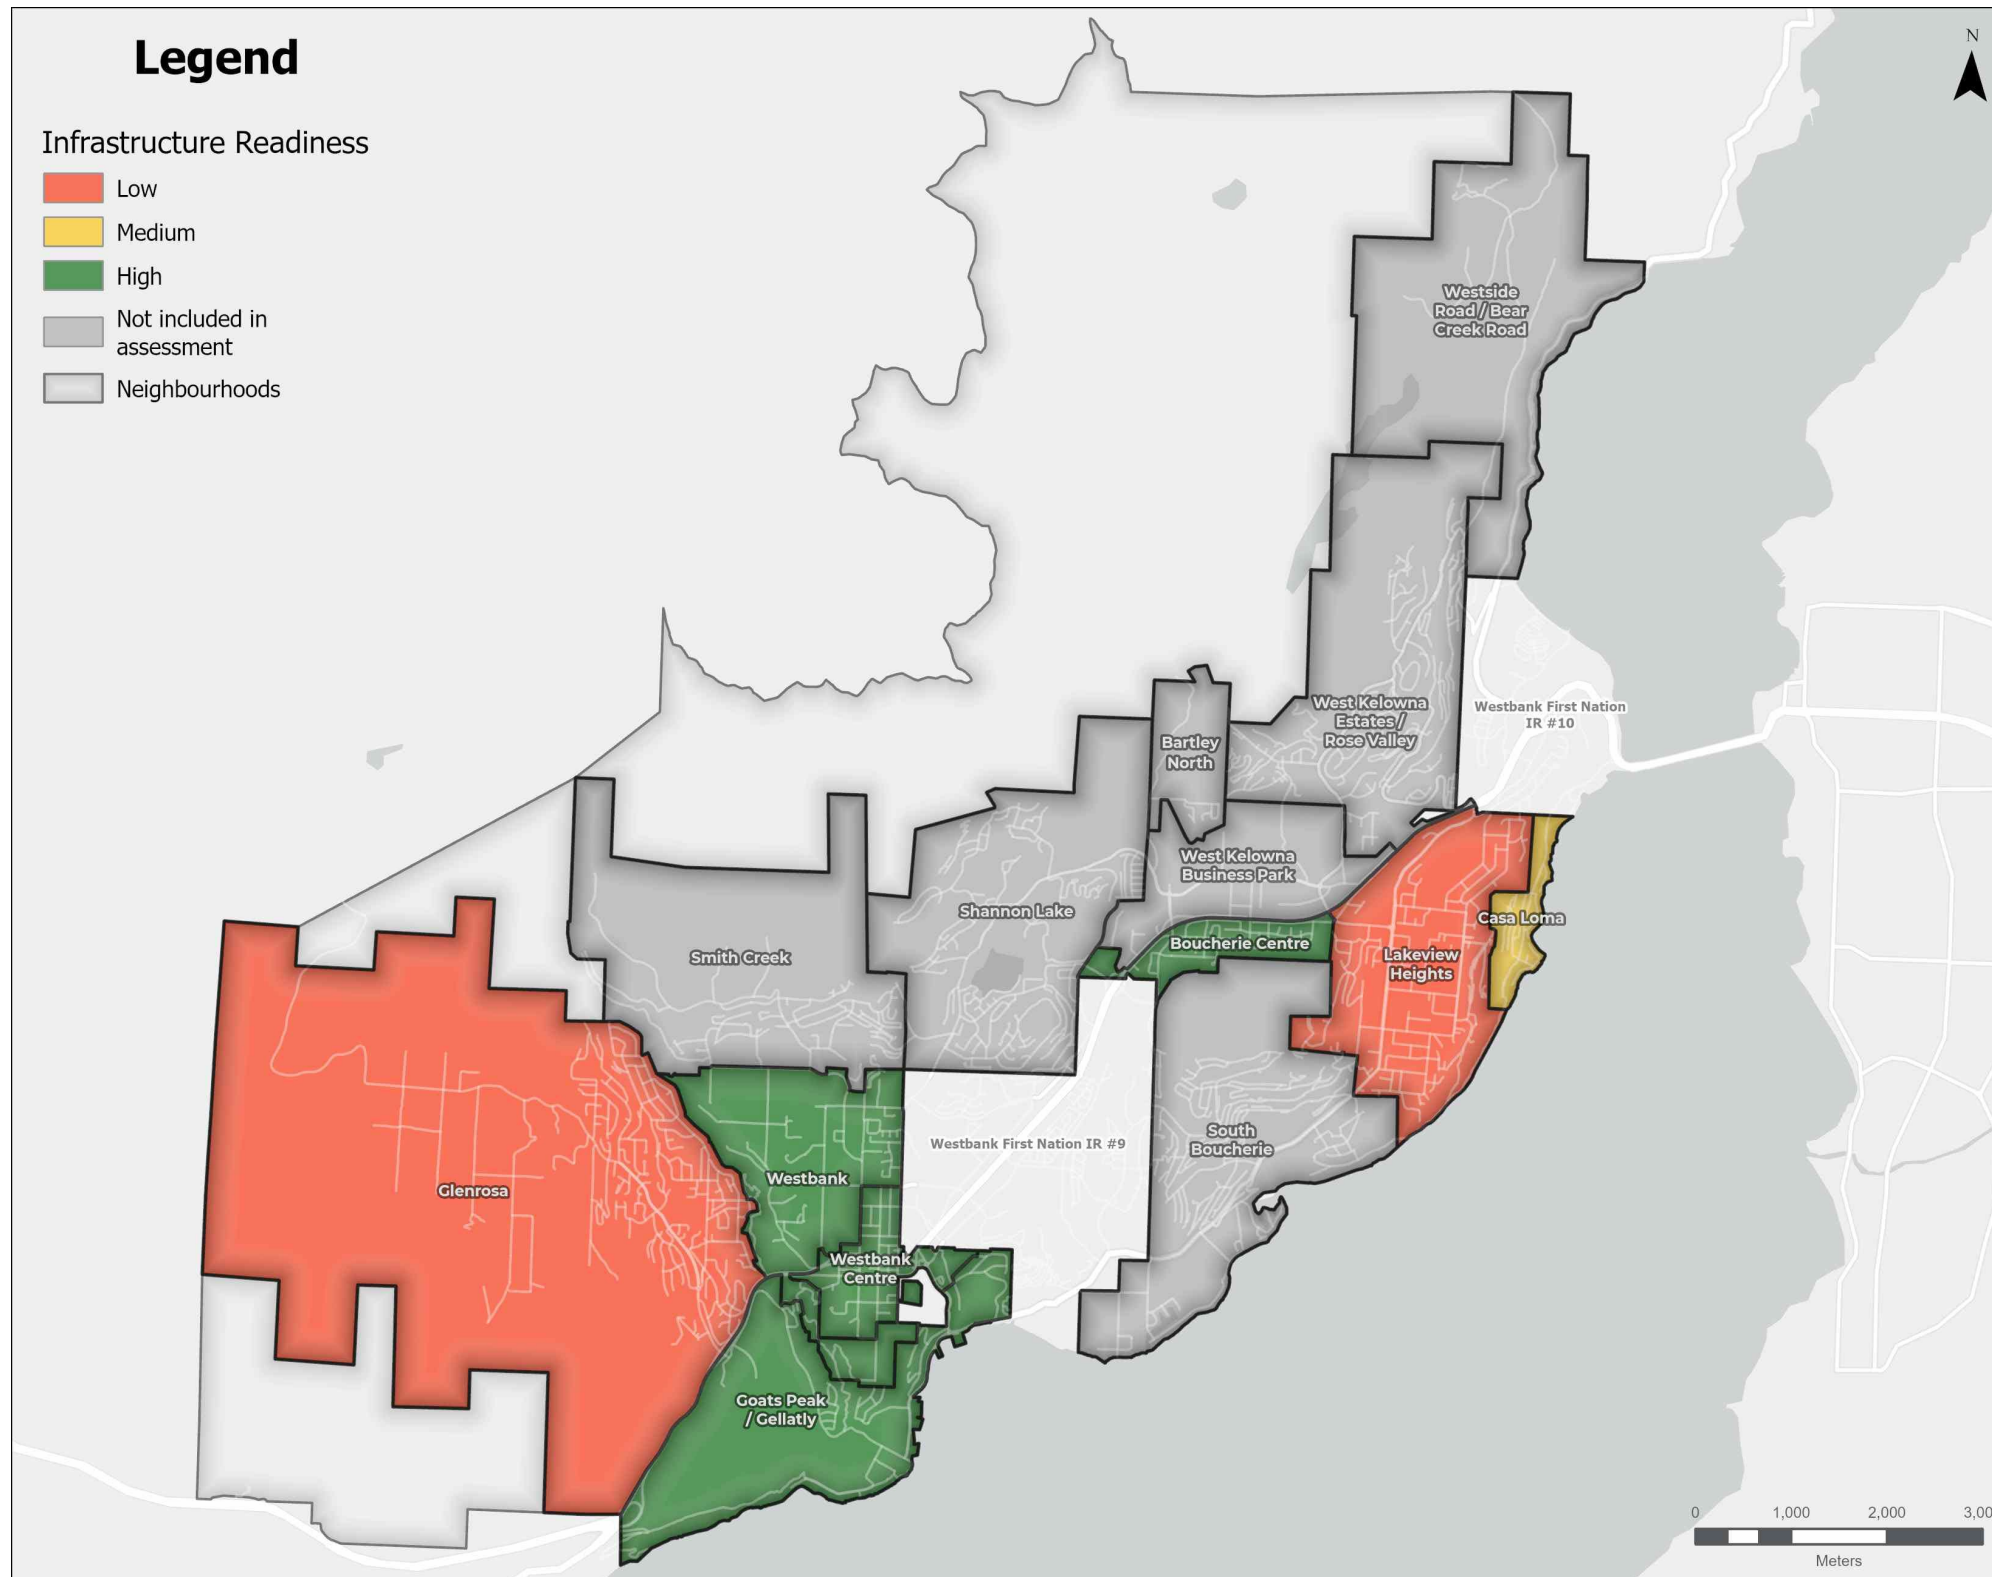 Legend
Infrastructure Readiness
Low
Medium
High
Not included in
assessment
Neighbourhoods
N
Westside
Road / Bear
Creek Road
West Kelowna
Estates /
Rose Valley
Westbank First Nation
IR #10
Bartley
North
West Kelowna
Business Park
Shannon Lake
Casa Loma
Boucherie Centre
Smith Creek
Lakeview
Heights
South
Boucherie
Westbank First Nation IR #9
Westbank
Glenrosa
Westbank
Centre
Goats Peak
/ Gellatly
0 1,000 2,000 3,00
Meters